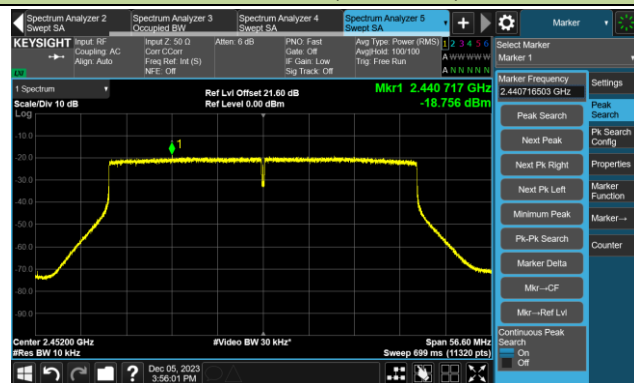 Spectrum Analyzer 2
Swept SA
Spectrum Analyzer 3
Occupied BW
Spectrum Analyzer 4
Swept SA
Spectrum Analyzer 5
Swept SA
Marker
KEYSIGHT
Input: RF
Coupling: AC
Align: Auto
Input Z: 50 Ω
Corr CCorr
Freq Ref: Int (S)
NFE: Off
Atten: 6 dB
PNO: Fast
Gate: Off
IF Gain: Low
Sig Track: Off
Avg Type: Power (RMS)
Avg|Hold: 100/100
Trig: Free Run
1 2 3 4 5 6
A W W W W W
A N N N N N
Select Marker
Marker 1
1 Spectrum
Scale/Div 10 dB
Log
Ref Lvl Offset 21.60 dB
Ref Level 0.00 dBm
Mkr1 2.440 717 GHz
-18.756 dBm
1
-10.0
-20.0
-30.0
-40.0
-50.0
-60.0
-70.0
-80.0
-90.0
Center 2.45200 GHz
#Res BW 10 kHz
#Video BW 30 kHz*
Span 56.60 MHz
Sweep 699 ms (11320 pts)
Marker Frequency
2.440716503 GHz
Peak Search
Next Peak
Next Pk Right
Next Pk Left
Minimum Peak
Pk-Pk Search
Marker Delta
Mkr→CF
Mkr→Ref Lvl
Continuous Peak
Search
On
Off
Settings
Peak
Search
Pk Search
Config
Properties
Marker
Function
Marker→
Counter
Dec 05, 2023
3:56:01 PM